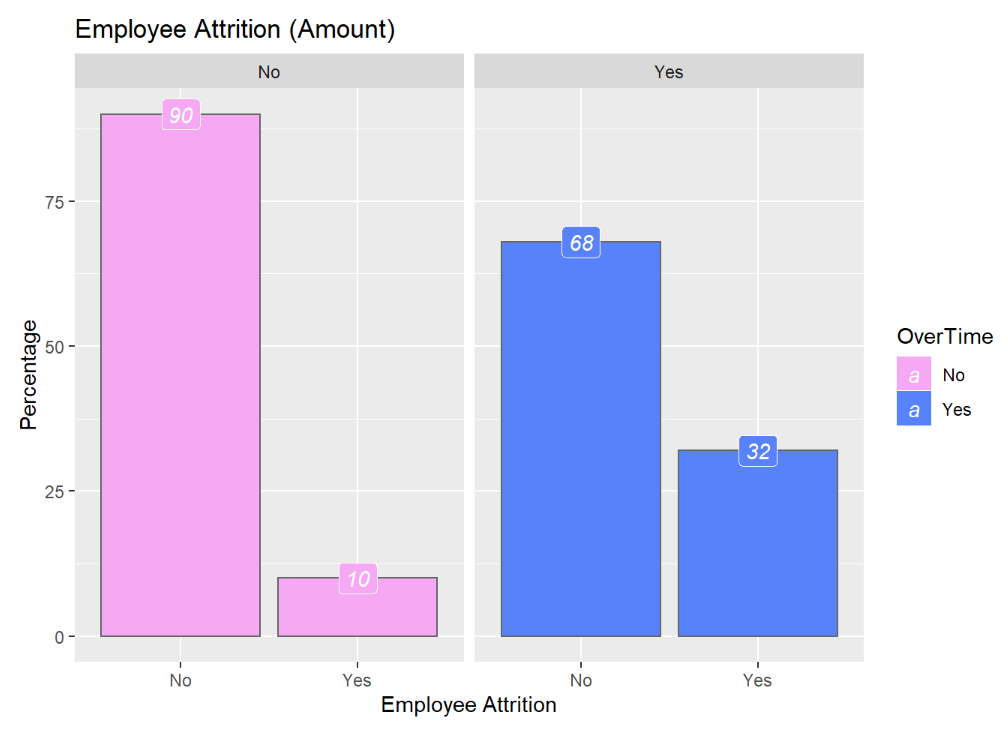 Employee Attrition (Amount)
No
Yes
90
10
68
32
75
50
25
0
Percentage
No
Yes
No
Yes
Employee Attrition
OverTime
a No
a Yes